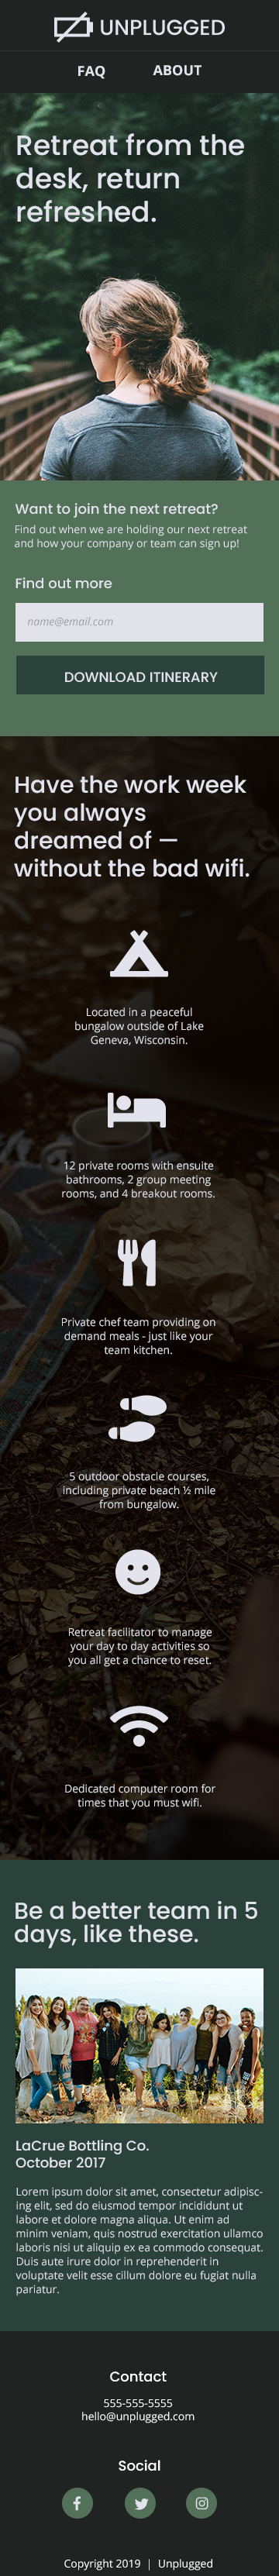 UNPLUGGED
FAQ ABOUT
Retreat from the
desk, return
refreshed.
Want to join the next retreat?
Find out when we are holding our next retreat
and how your company or team can sign up!
Find out more
name@email.com
DOWNLOAD ITINERARY
Have the work week
you always
dreamed of —
without the bad wifi.
Located in a peaceful
bungalow outside of Lake
Geneva, Wisconsin.
12 private rooms with ensuite
bathrooms, 2 group meeting
rooms, and 4 breakout rooms.
Private chef team providing on
demand meals - just like your
team kitchen.
5 outdoor obstacle courses,
including private beach ½ mile
from bungalow.
Retreat facilitator to manage
your day to day activities so
you all get a chance to reset.
Dedicated computer room for
times that you must wifi.
Be a better team in 5
days, like these.
LaCrue Bottling Co.
October 2017
Lorem ipsum dolor sit amet, consectetur adipisc-
ing elit, sed do eiusmod tempor incididunt ut
labore et dolore magna aliqua. Ut enim ad
minim veniam, quis nostrud exercitation ullamco
laboris nisi ut aliquip ex ea commodo consequat.
Duis aute irure dolor in reprehenderit in
voluptate velit esse cillum dolore eu fugiat nulla
pariatur.
Contact
555-555-5555
hello@unplugged.com
Social
Copyright 2019 | Unplugged